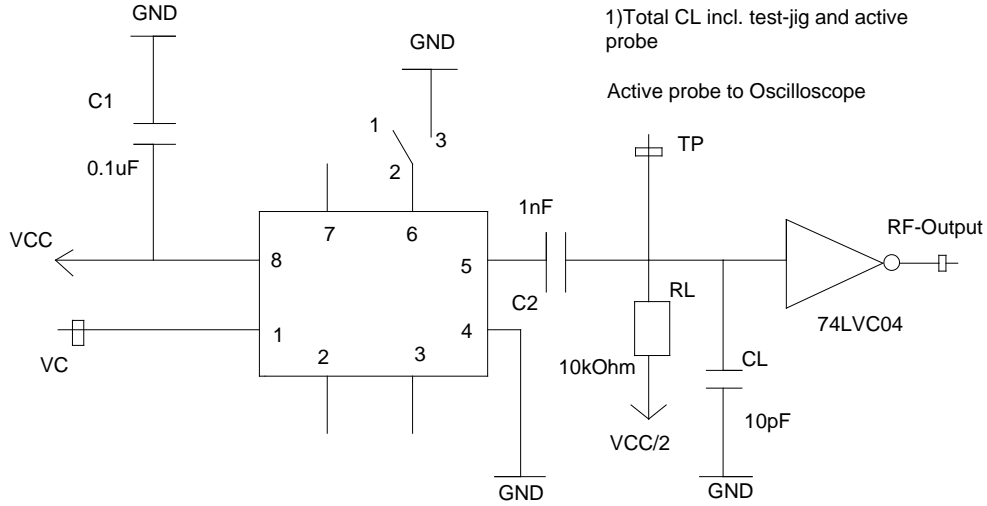 GND
1)Total CL incl. test-jig and active
probe
GND
C1
Active probe to Oscilloscope
1
3
TP
0.1uF
2
1nF
7
6
RF-Output
VCC
8
5
RL
C2
1
4
74LVC04
VC
2
3
10kOhm
CL
10pF
VCC/2
GND
GND